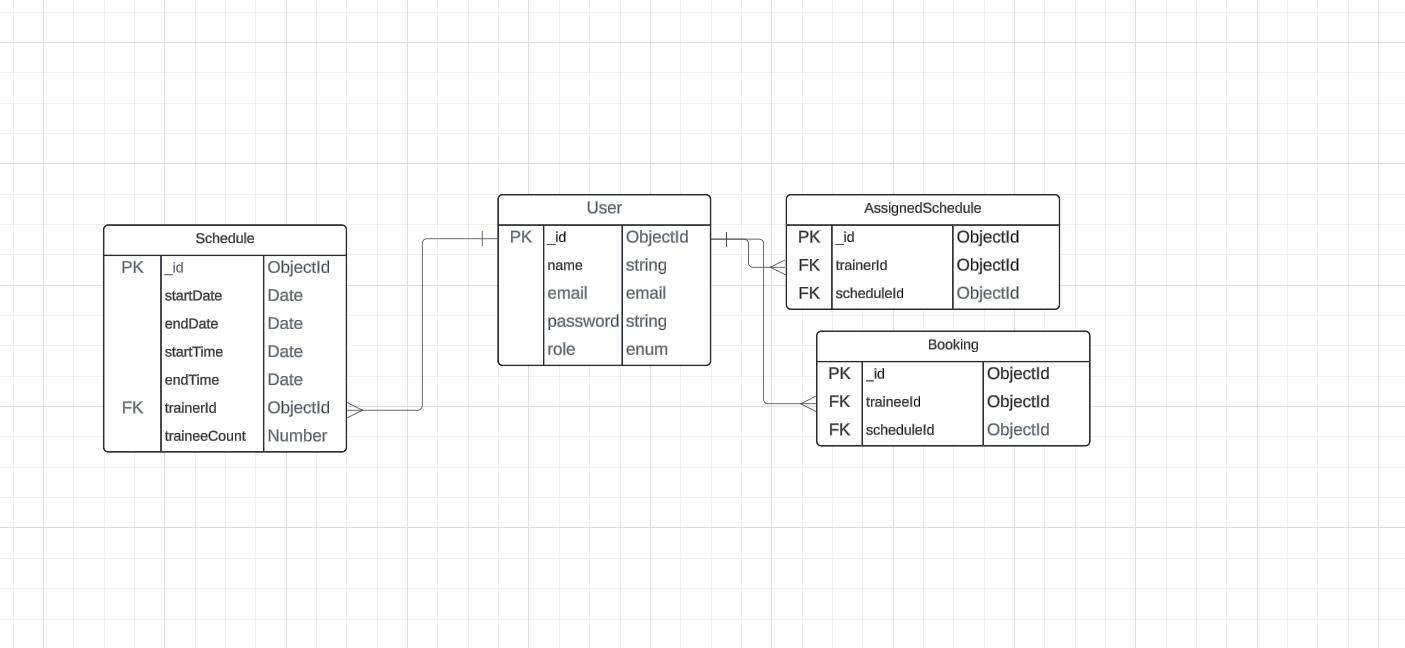 Schedule
PK _id ObjectId
startDate Date
endDate Date
startTime Date
endTime Date
FK trainerId ObjectId
traineeCount Number
User
PK _id ObjectId
name string
email email
password string
role enum
AssignedSchedule
PK _id ObjectId
FK trainerId ObjectId
FK scheduleId ObjectId
Booking
PK _id ObjectId
FK traineeId ObjectId
FK scheduleId ObjectId